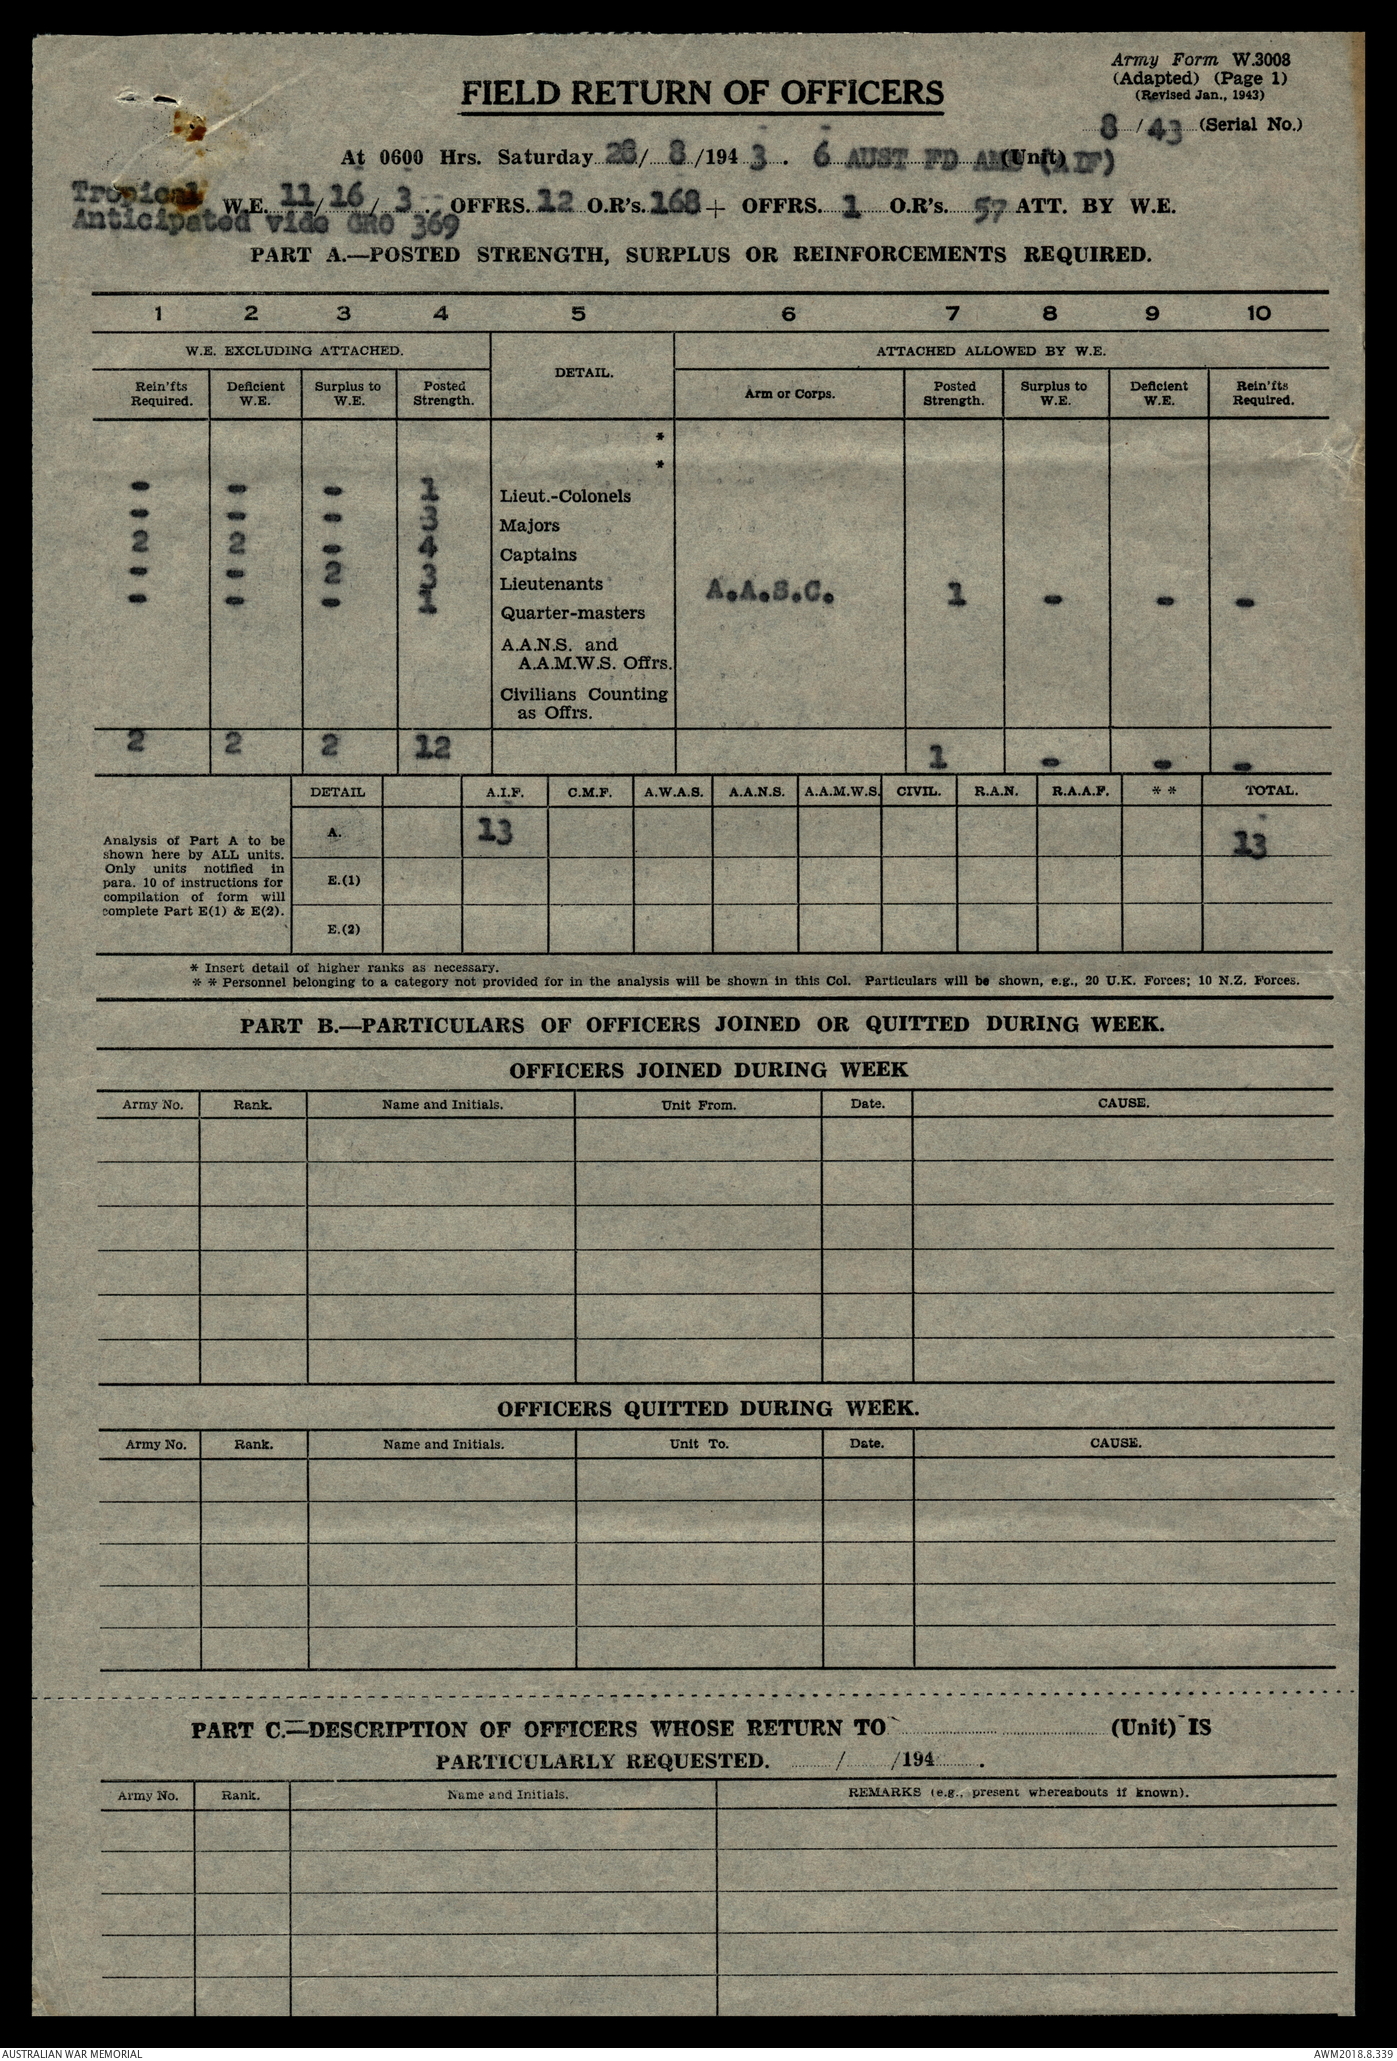 Army Form W.3008
(Adapted) (Page 1)
(Revised Jan., 1943)
FIELD RETURN OF OFFICERS
8/43 (Serial No.)
At 0600 Hrs. Saturday 28/8/1943. 6 AUST FD AMB (AIF) (Unit)
Tropical W.E. 11/16/3. OFFRS. 12 O.R's. 168 + OFFRS. 1 O.R's. 57 ATT. BY W.E.
Anticipated vide GRO 369
PART A.—POSTED STRENGTH, SURPLUS OR REINFORCEMENTS REQUIRED.
1 2 3 4 5 6 7 8 9 10
W.E. EXCLUDING ATTACHED. DETAIL. ATTACHED ALLOWED BY W.E.
Rein'fts Required. Deficient W.E. Surplus to W.E. Posted Strength. Arm or Corps. Posted Strength. Surplus to W.E. Deficient W.E. Rein'fts Required.
*
*
- - - 1 Lieut.-Colonels
- - - 3 Majors
2 2 - 4 Captains
- - 2 3 Lieutenants
- - - 1 Quarter-masters A.A.S.C. 1 - - -
A.A.N.S. and
A.A.M.W.S. Offrs.
Civilians Counting
as Offrs.
2 2 2 12 1 - - -
DETAIL A.I.F. C.M.F. A.W.A.S. A.A.N.S. A.A.M.W.S. CIVIL. R.A.N. R.A.A.F. * * TOTAL.
A. 13 13
Analysis of Part A to be
shown here by ALL units.
Only units notified in
para. 10 of instructions for
compilation of form will
complete Part E(1) & E(2).
E.(1)
E.(2)
* Insert detail of higher ranks as necessary.
* * Personnel belonging to a category not provided for in the analysis will be shown in this Col. Particulars will be shown, e.g., 20 U.K. Forces; 10 N.Z. Forces.
PART B.—PARTICULARS OF OFFICERS JOINED OR QUITTED DURING WEEK.
OFFICERS JOINED DURING WEEK
Army No. Rank. Name and Initials. Unit From. Date. CAUSE.
OFFICERS QUITTED DURING WEEK.
Army No. Rank. Name and Initials. Unit To. Date. CAUSE.
PART C.—DESCRIPTION OF OFFICERS WHOSE RETURN TO ........ (Unit) IS
PARTICULARLY REQUESTED. ....../....../194.......
Army No. Rank. Name and Initials. REMARKS (e.g., present whereabouts if known).
AUSTRALIAN WAR MEMORIAL
AWM2018.8.339